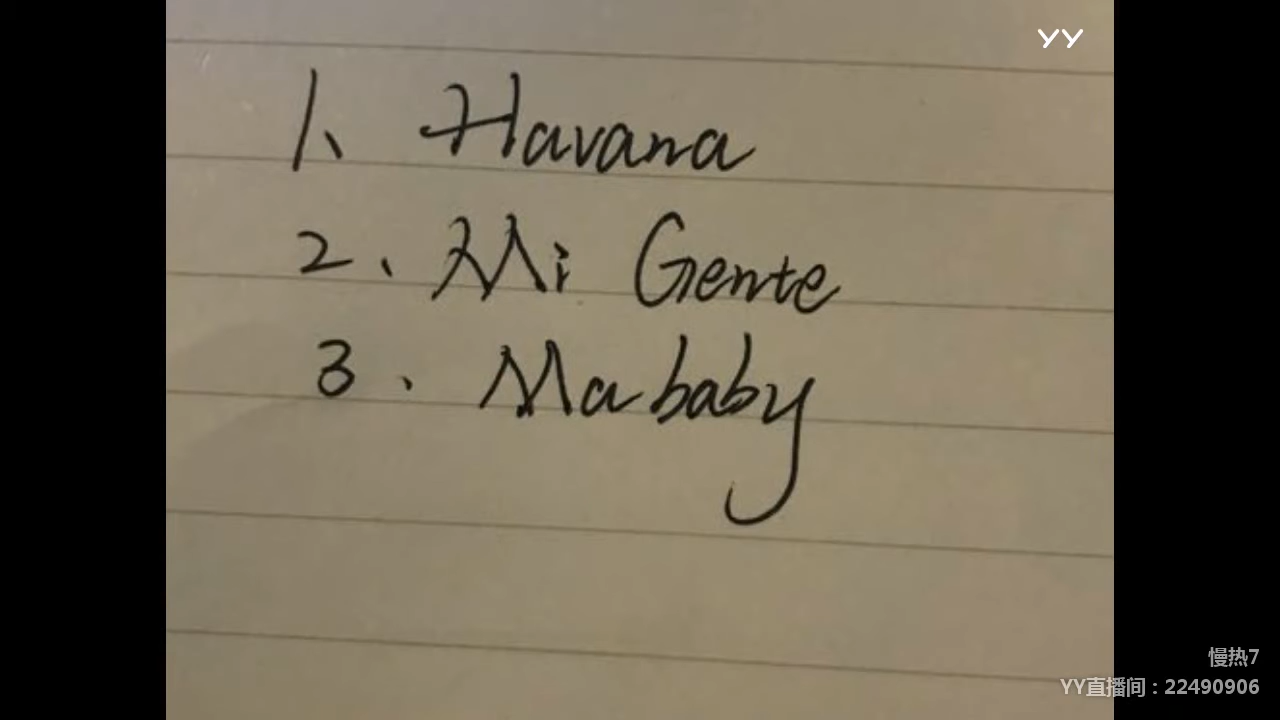 YY
1、 Havana
2、 Mi Gente
3、 Ma baby
慢热7
YY直播间：22490906